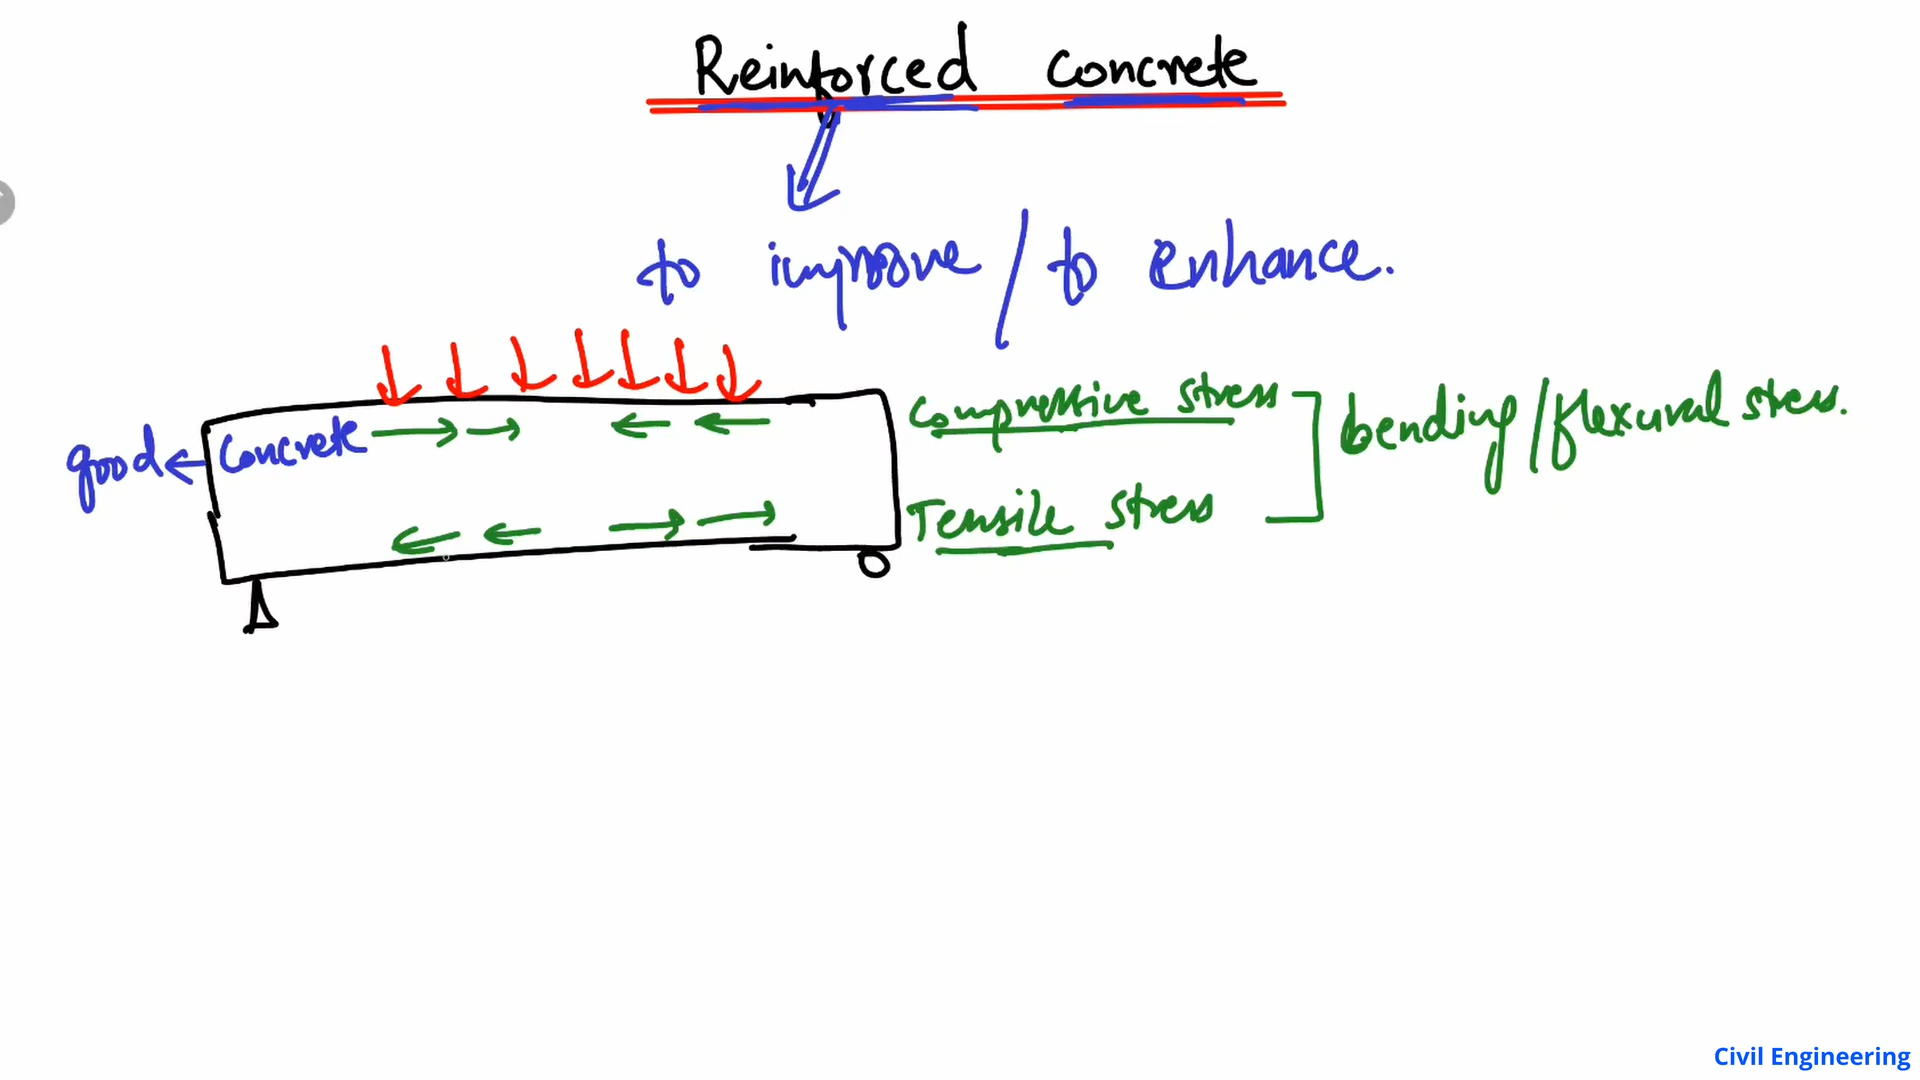 Reinforced Concrete
to improve / to enhance.
good ← Concrete
Compressive stress
bending/flexural stress.
Tensile stress
Civil Engineering